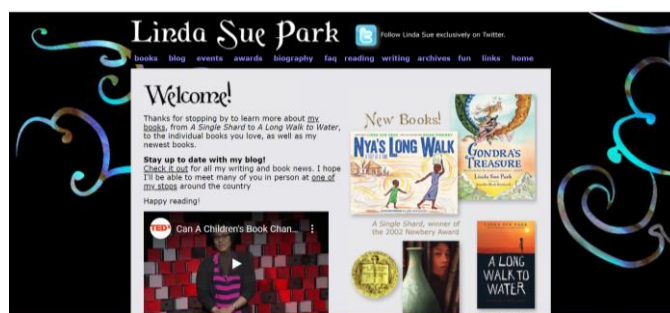 Linda Sue Park
Follow Linda Sue exclusively on Twitter.
books blog events awards biography faq reading writing archives fun links home
Welcome!
Thanks for stopping by to learn more about my
books, from A Single Shard to A Long Walk to Water,
to the individual books you love, as well as my
newest books.
Stay up to date with my blog!
Check it out for all my writing and book news. I hope
I'll be able to meet many of you in person at one of
my stops around the country
Happy reading!
TEDx Can A Children's Book Chan...
New Books!
NYA'S LONG WALK
GONDRA'S
TREASURE
Linda Sue Park
A Single Shard, winner of
the 2002 Newbery Award
A LONG
WALK TO
WATER